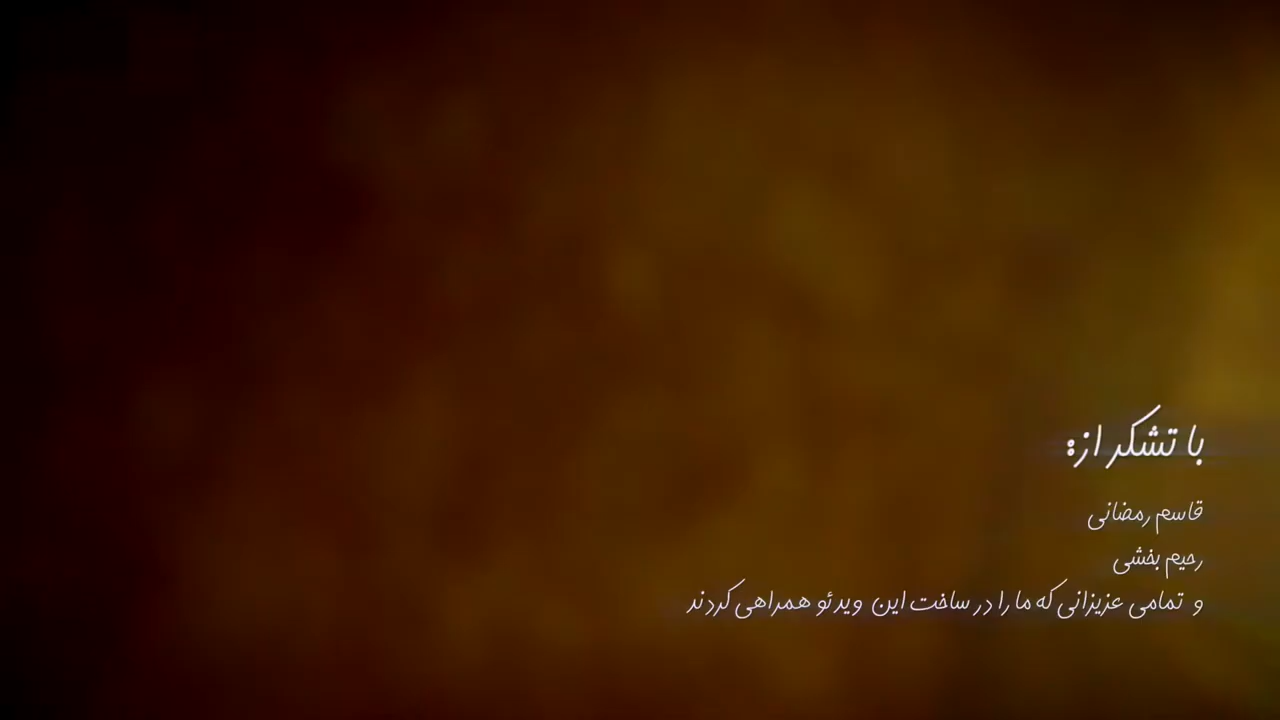 با تشکر از:
قاسم رمضانی
رحیم بخشی
و تمامی عزیزانی که ما را در ساخت این ویدئو همراهی کردند